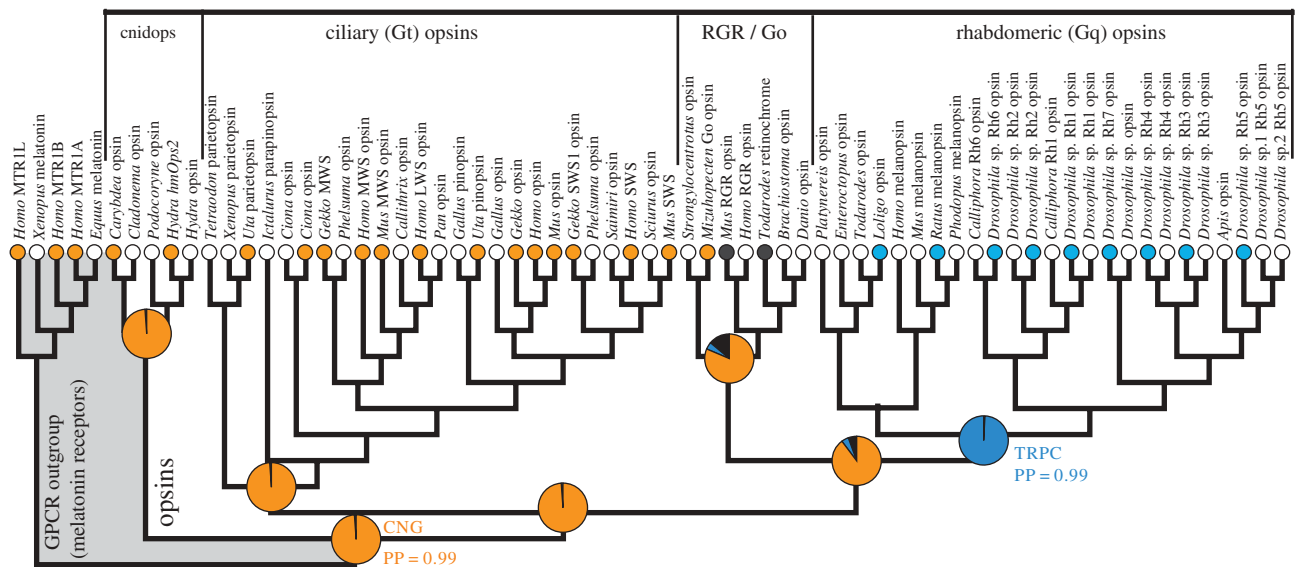 cnidops
ciliary (Gt) opsins
RGR / Go
rhabdomeric (Gq) opsins
Homo MTR1L
Xenopus melatonin
Homo MTR1B
Homo MTR1A
Equus melatonin
Carybdea opsin
Cladonema opsin
Podocoryne opsin
Hydra hmOps2
Hydra opsin
Tetraodon parietopsin
Xenopus parietopsin
Uta parietopsin
Ictalurus parapinopsin
Ciona opsin
Ciona opsin
Gekko MWS
Phelsuma opsin
Homo MWS opsin
Mus MWS opsin
Callithrix opsin
Homo LWS opsin
Pan opsin
Gallus pinopsin
Uta pinopsin
Gallus opsin
Gekko opsin
Homo opsin
Mus opsin
Gekko SWS1 opsin
Phelsuma opsin
Saimiri opsin
Homo SWS
Sciurus opsin
Mus SWS
Strongylocentrotus opsin
Mizuhopecten Go opsin
Mus RGR opsin
Homo RGR opsin
Todarodes retinochrome
Brachiostoma opsin
Danio opsin
Platynereis opsin
Enteroctopus opsin
Todarodes opsin
Loligo opsin
Homo melanopsin
Mus melanopsin
Rattus melanopsin
Phodopus melanopsin
Calliphora Rh6 opsin
Drosophila sp. Rh6 opsin
Drosophila sp. Rh2 opsin
Drosophila sp. Rh2 opsin
Calliphora Rh1 opsin
Drosophila sp. Rh1 opsin
Drosophila sp. Rh1 opsin
Drosophila sp. Rh7 opsin
Drosophila sp. opsin
Drosophila sp. Rh4 opsin
Drosophila sp. Rh4 opsin
Drosophila sp. Rh3 opsin
Drosophila sp. Rh3 opsin
Apis opsin
Drosophila sp. Rh5 opsin
Drosophila sp.1 Rh5 opsin
Drosophila sp.2 Rh5 opsin
GPCR outgroup
(melatonin receptors)
opsins
TRPC
PP = 0.99
CNG
PP = 0.99